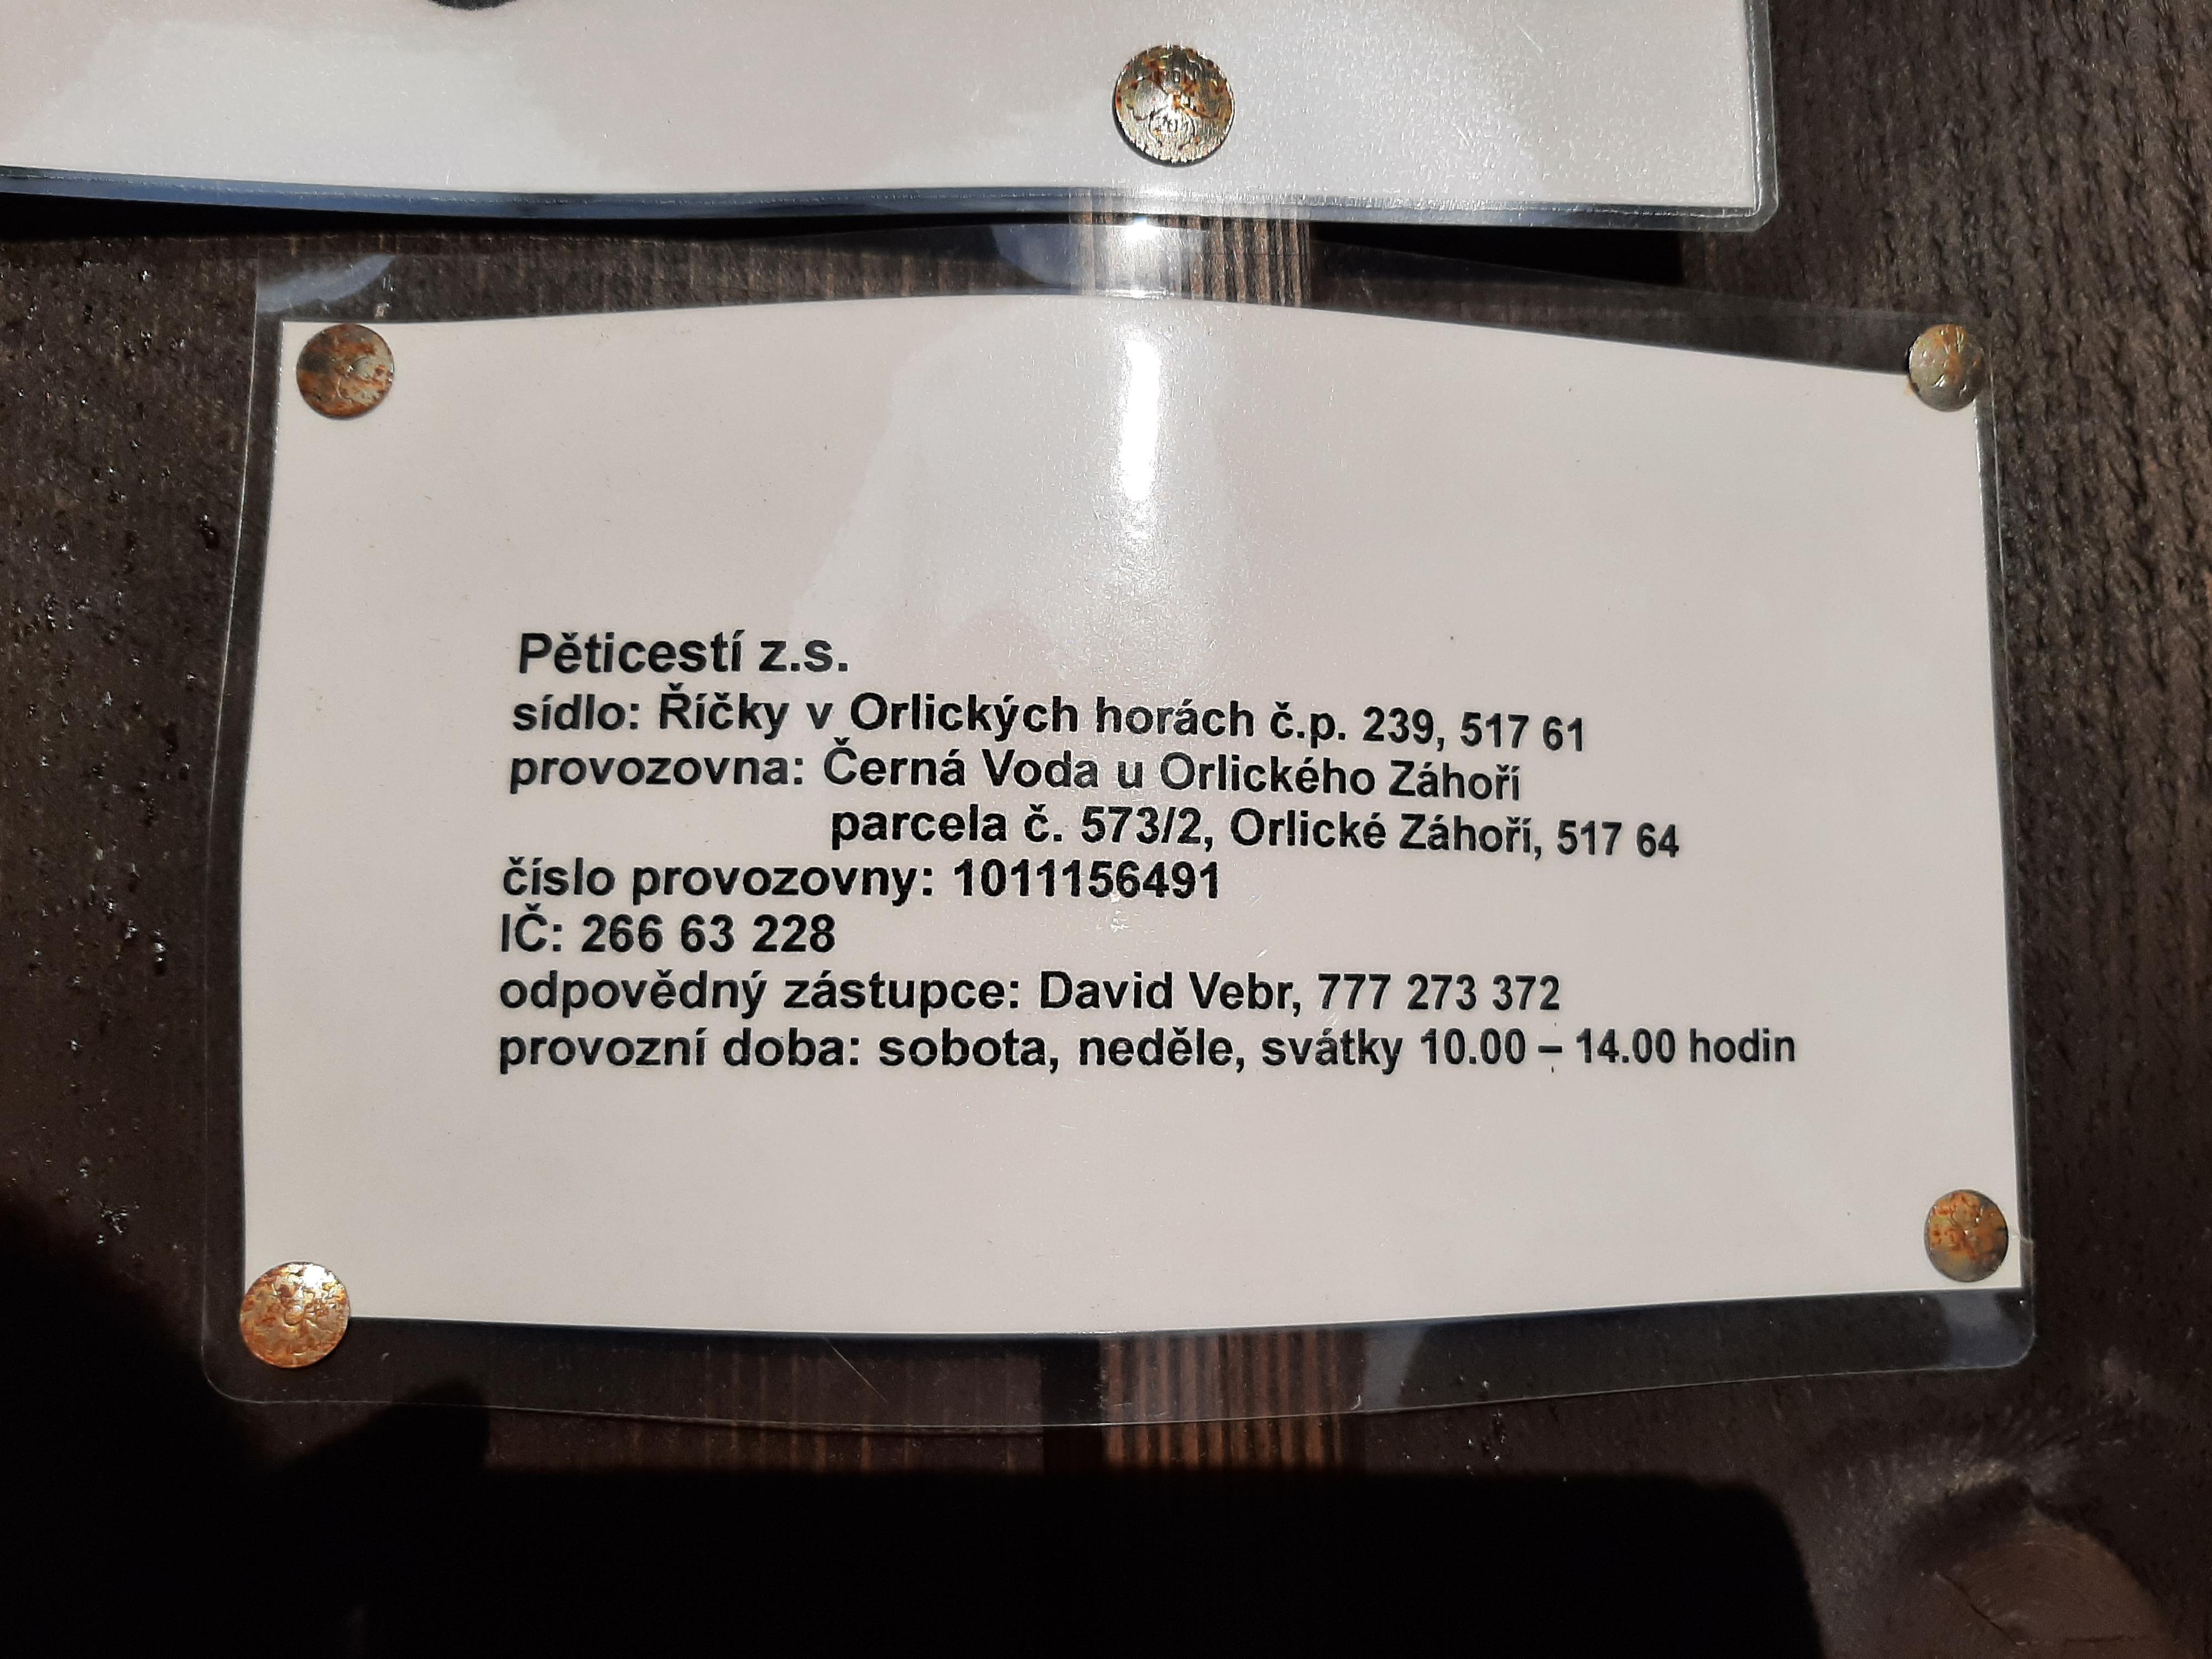 Pěticestí z.s.
sídlo: Říčky v Orlických horách č.p. 239, 517 61
provozovna: Černá Voda u Orlického Záhoří
parcela č. 573/2, Orlické Záhoří, 517 64
číslo provozovny: 1011156491
IČ: 266 63 228
odpovědný zástupce: David Vebr, 777 273 372
provozní doba: sobota, neděle, svátky 10.00 – 14.00 hodin